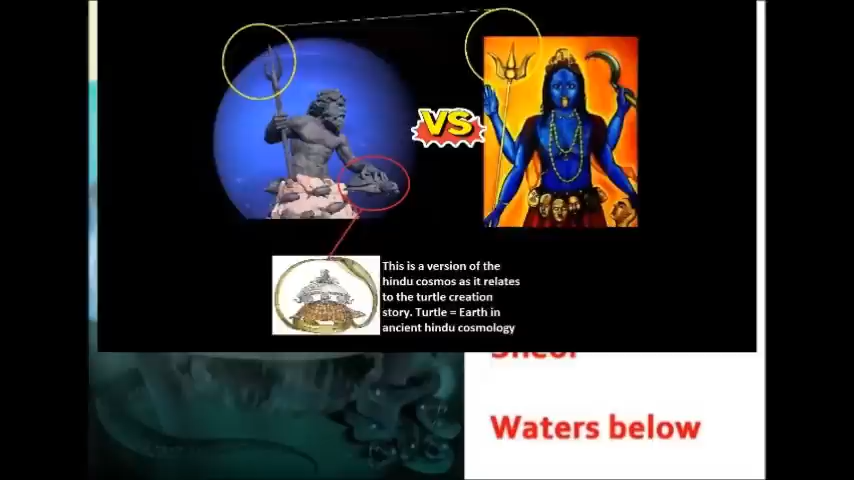 VS
This is a version of the
hindu cosmos as it relates
to the turtle creation
story. Turtle = Earth in
ancient hindu cosmology
Sheol
Waters below